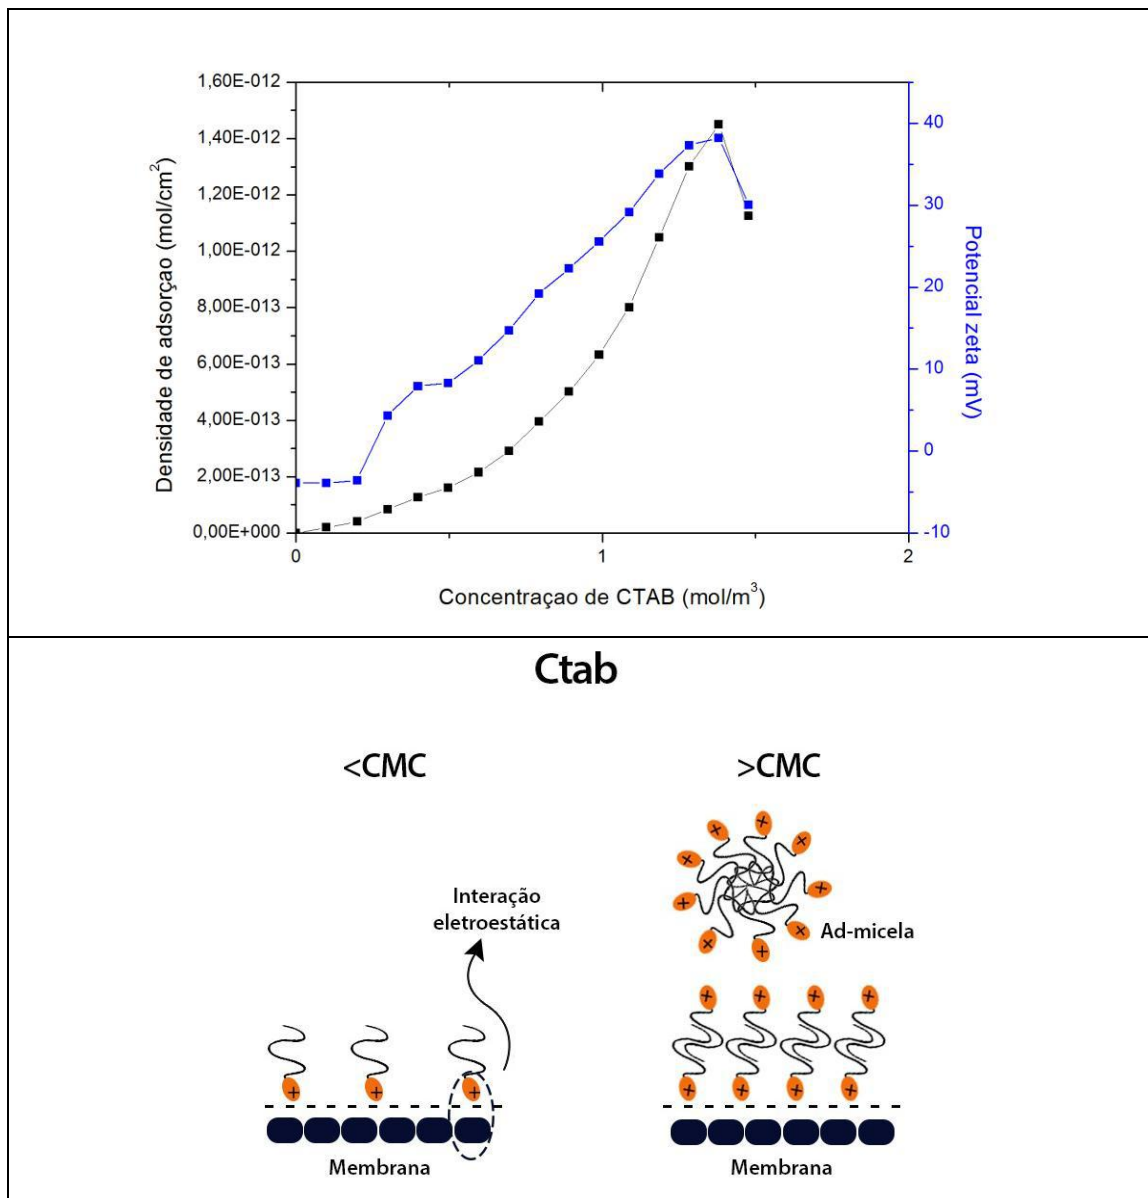 1,60E-012
1,40E-012
1,20E-012
1,00E-012
8,00E-013
6,00E-013
4,00E-013
2,00E-013
0,00E+000
Densidade de adsorçao (mol/cm²)
40
30
20
10
0
-10
Potencial zeta (mV)
0 1 2
Concentraçao de CTAB (mol/m³)
Ctab
<CMC >CMC
Interação
eletroestática
Ad-micela
+ + + + + + + + +
+ + + +
+ + + + + + +
Membrana Membrana